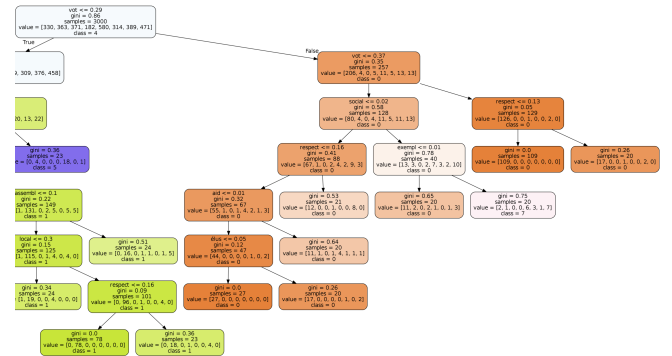 vot <= 0.29
gini = 0.86
samples = 3000
value = [330, 363, 371, 182, 580, 314, 389, 471]
class = 4
True
False
9, 309, 376, 458]
vot <= 0.37
gini = 0.35
samples = 257
value = [206, 4, 0, 5, 11, 5, 13, 13]
class = 0
20, 13, 22]
social <= 0.02
gini = 0.58
samples = 128
value = [80, 4, 0, 4, 11, 5, 11, 13]
class = 0
respect <= 0.13
gini = 0.05
samples = 129
value = [126, 0, 0, 1, 0, 0, 2, 0]
class = 0
gini = 0.36
samples = 23
= [0, 4, 0, 0, 0, 18, 0, 1]
class = 5
respect <= 0.16
gini = 0.41
samples = 88
value = [67, 1, 0, 2, 4, 2, 9, 3]
class = 0
exempl <= 0.01
gini = 0.78
samples = 40
value = [13, 3, 0, 2, 7, 3, 2, 10]
class = 0
gini = 0.0
samples = 109
value = [109, 0, 0, 0, 0, 0, 0, 0]
class = 0
gini = 0.26
samples = 20
value = [17, 0, 0, 1, 0, 0, 2, 0]
class = 0
assembl <= 0.1
gini = 0.22
samples = 149
[1, 131, 0, 2, 5, 0, 5, 5]
class = 1
aid <= 0.01
gini = 0.32
samples = 67
value = [55, 1, 0, 1, 4, 2, 1, 3]
class = 0
gini = 0.53
samples = 21
value = [12, 0, 0, 1, 0, 0, 8, 0]
class = 0
gini = 0.65
samples = 20
value = [11, 2, 0, 2, 1, 0, 1, 3]
class = 0
gini = 0.75
samples = 20
value = [2, 1, 0, 0, 6, 3, 1, 7]
class = 7
local <= 0.3
gini = 0.15
samples = 125
[1, 115, 0, 1, 4, 0, 4, 0]
class = 1
gini = 0.51
samples = 24
value = [0, 16, 0, 1, 1, 0, 1, 5]
class = 1
élus <= 0.05
gini = 0.12
samples = 47
value = [44, 0, 0, 0, 0, 1, 0, 2]
class = 0
gini = 0.64
samples = 20
value = [11, 1, 0, 1, 4, 1, 1, 1]
class = 0
gini = 0.34
samples = 24
= [1, 19, 0, 0, 4, 0, 0, 0]
class = 1
respect <= 0.16
gini = 0.09
samples = 101
value = [0, 96, 0, 1, 0, 0, 4, 0]
class = 1
gini = 0.0
samples = 27
value = [27, 0, 0, 0, 0, 0, 0, 0]
class = 0
gini = 0.26
samples = 20
value = [17, 0, 0, 0, 0, 1, 0, 2]
class = 0
gini = 0.0
samples = 78
value = [0, 78, 0, 0, 0, 0, 0, 0]
class = 1
gini = 0.36
samples = 23
value = [0, 18, 0, 1, 0, 0, 4, 0]
class = 1